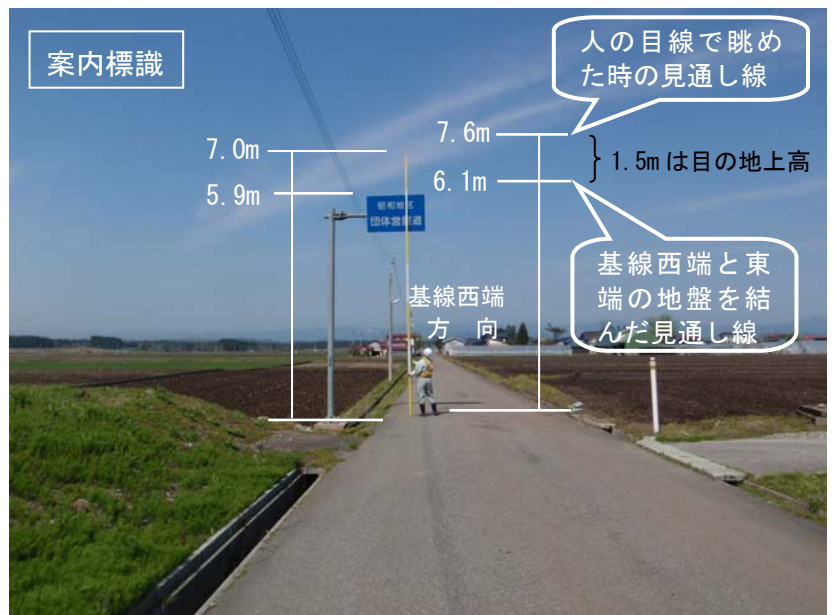 案内標識
人の目線で眺め
た時の見通し線
7.6m
7.0m
1.5mは目の地上高
6.1m
5.9m
昭和地区
団体営農道
基線西端と東
端の地盤を結
んだ見通し線
基線西端
方向